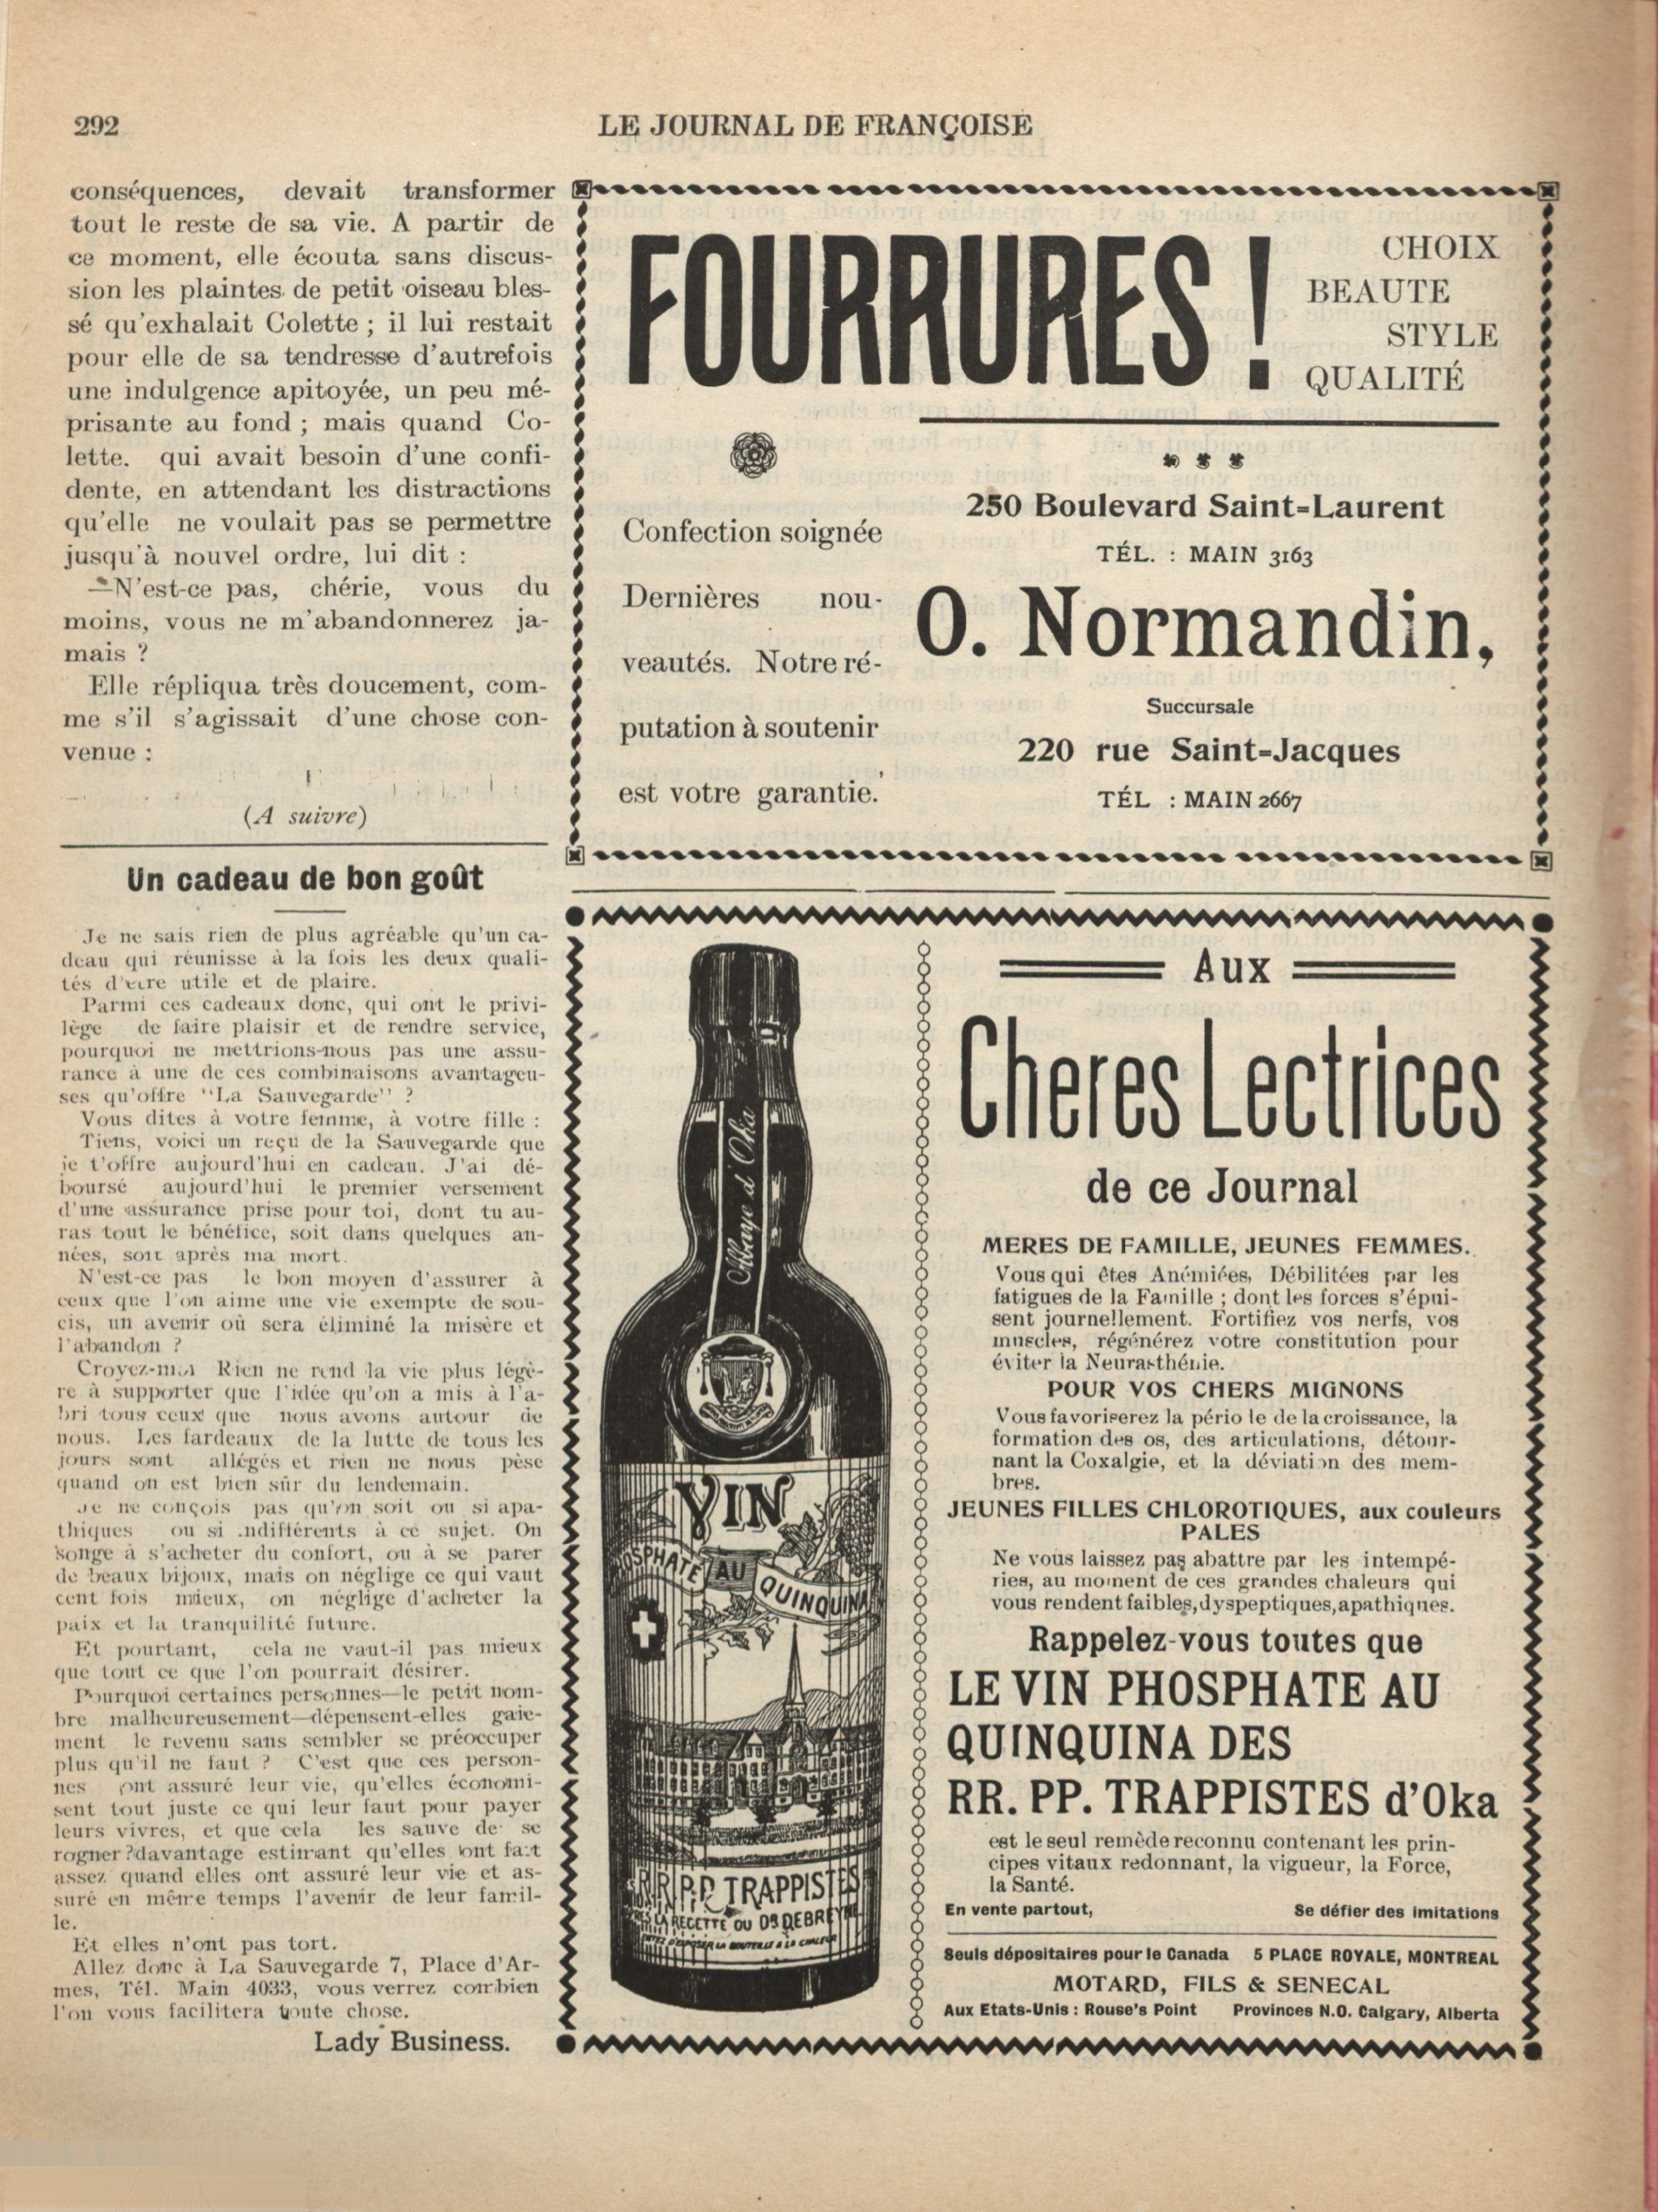 292
LE JOURNAL DE FRANÇOISE
conséquences, devait transformer
tout le reste de sa vie. A partir de
ce moment, elle écouta sans discus-
sion les plaintes de petit oiseau bles-
sé qu'exhalait Colette ; il lui restait
pour elle de sa tendresse d'autrefois
une indulgence apitoyée, un peu mé-
prisante au fond ; mais quand Co-
lette. qui avait besoin d'une confi-
dente, en attendant les distractions
qu'elle ne voulait pas se permettre
jusqu'à nouvel ordre, lui dit :
—N'est-ce pas, chérie, vous du
moins, vous ne m'abandonnerez ja-
mais ?
Elle répliqua très doucement, com-
me s'il s'agissait d'une chose con-
venue :
(A suivre)
Un cadeau de bon goût
Je ne sais rien de plus agréable qu'un ca-
deau qui réunisse à la fois les deux quali-
tés d'être utile et de plaire.
Parmi ces cadeaux donc, qui ont le privi-
lège de faire plaisir et de rendre service,
pourquoi ne mettrions-nous pas une assu-
rance à une de ces combinaisons avantageu-
ses qu'offre "La Sauvegarde" ?
Vous dites à votre femme, à votre fille :
Tiens, voici un reçu de la Sauvegarde que
je t'offre aujourd'hui en cadeau. J'ai dé-
boursé aujourd'hui le premier versement
d'une assurance prise pour toi, dont tu au-
ras tout le bénéfice, soit dans quelques an-
nées, soit après ma mort.
N'est-ce pas le bon moyen d'assurer à
ceux que l'on aime une vie exempte de sou-
cis, un avenir où sera éliminé la misère et
l'abandon ?
Croyez-moi Rien ne rend la vie plus légè-
re à supporter que l'idée qu'on a mis à l'a-
bri tous ceux que nous avons autour de
nous. Les fardeaux de la lutte de tous les
jours sont allégés et rien ne nous pèse
quand on est bien sûr du lendemain.
Je ne conçois pas qu'on soit ou si apa-
thiques ou si indifférents à ce sujet. On
songe à s'acheter du confort, ou à se parer
de beaux bijoux, mais on néglige ce qui vaut
cent fois mieux, on néglige d'acheter la
paix et la tranquilité future.
Et pourtant, cela ne vaut-il pas mieux
que tout ce que l'on pourrait désirer.
Pourquoi certaines personnes—le petit nom-
bre malheureusement—dépensent-elles gaie-
ment le revenu sans sembler se préoccuper
plus qu'il ne faut ? C'est que ces person-
nes ont assuré leur vie, qu'elles économi-
sent tout juste ce qui leur faut pour payer
leurs vivres, et que cela les sauve de se
rogner ?davantage estimant qu'elles ont fait
assez quand elles ont assuré leur vie et as-
suré en même temps l'avenir de leur famil-
le.
Et elles n'ont pas tort.
Allez donc à La Sauvegarde 7, Place d'Ar-
mes, Tél. Main 4033, vous verrez combien
l'on vous facilitera toute chose.
Lady Business.
FOURRURES !
CHOIX
BEAUTE
STYLE
QUALITÉ
Confection soignée
Dernières nou-
veautés. Notre ré-
putation à soutenir
est votre garantie.
250 Boulevard Saint-Laurent
TÉL. : MAIN 3163
O. Normandin,
Succursale
220 rue Saint-Jacques
TÉL : MAIN 2667
Abbaye d'Oka
VIN
PHOSPHATE AU QUINQUINA
R.R.P.P. TRAPPISTES
LA RECETTE DU DR DEBREYNE
Aux
Cheres Lectrices
de ce Journal
MERES DE FAMILLE, JEUNES FEMMES.
Vous qui êtes Anémiées, Débilitées par les
fatigues de la Famille ; dont les forces s'épui-
sent journellement. Fortifiez vos nerfs, vos
muscles, régénérez votre constitution pour
éviter la Neurasthénie.
POUR VOS CHERS MIGNONS
Vous favoriserez la pério le de la croissance, la
formation des os, des articulations, détour-
nant la Coxalgie, et la déviation des mem-
bres.
JEUNES FILLES CHLOROTIQUES, aux couleurs
PALES
Ne vous laissez pas abattre par les intempé-
ries, au moment de ces grandes chaleurs qui
vous rendent faibles, dyspeptiques, apathiques.
Rappelez-vous toutes que
LE VIN PHOSPHATE AU
QUINQUINA DES
RR. PP. TRAPPISTES d'Oka
est le seul remède reconnu contenant les prin-
cipes vitaux redonnant, la vigueur, la Force,
la Santé.
En vente partout, Se défier des imitations
Seuls dépositaires pour le Canada 5 PLACE ROYALE, MONTREAL
MOTARD, FILS & SENECAL
Aux Etats-Unis : Rouse's Point Provinces N.O. Calgary, Alberta